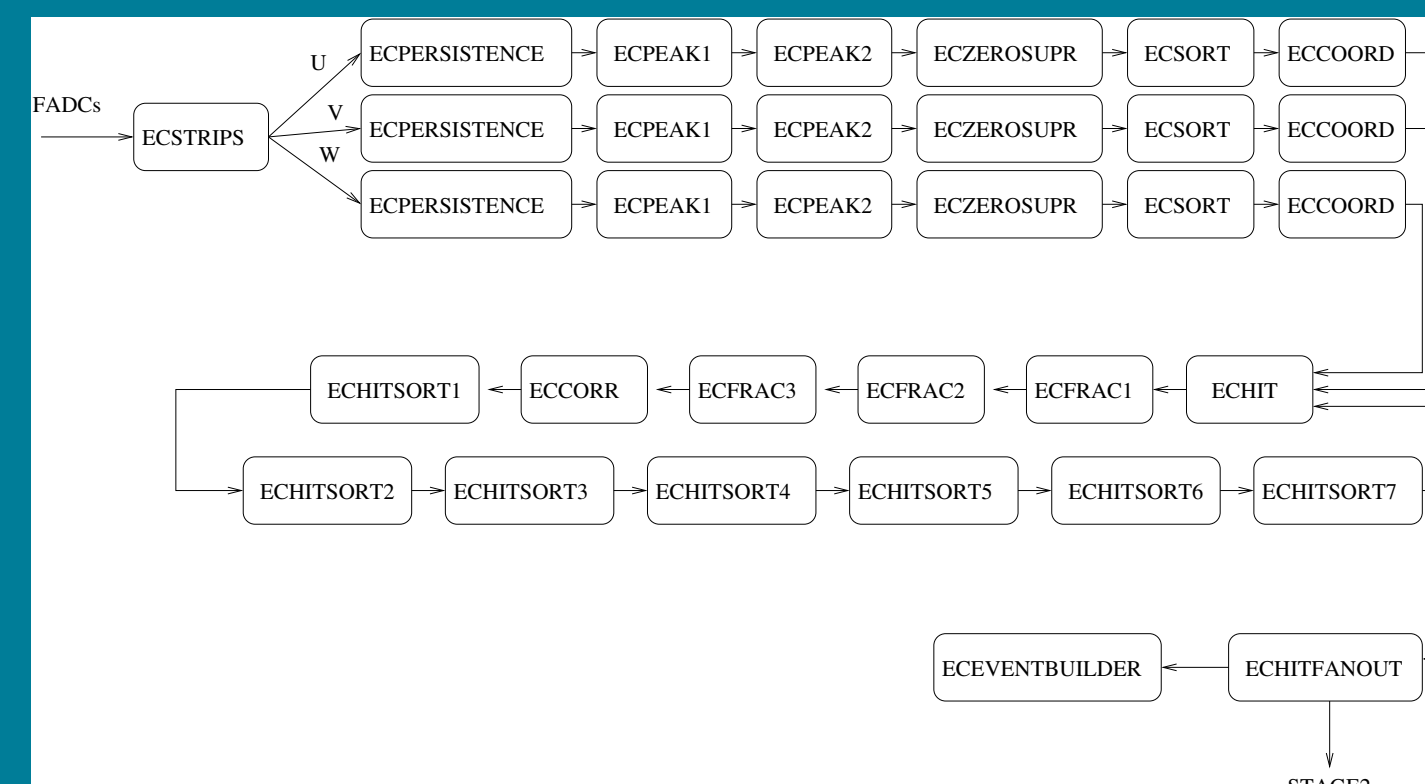 FADCs
ECSTRIPS
U
V
W
ECPERSISTENCE ECPEAK1 ECPEAK2 ECZEROSUPR ECSORT ECCOORD
ECPERSISTENCE ECPEAK1 ECPEAK2 ECZEROSUPR ECSORT ECCOORD
ECPERSISTENCE ECPEAK1 ECPEAK2 ECZEROSUPR ECSORT ECCOORD
ECHITSORT1 ECCORR ECFRAC3 ECFRAC2 ECFRAC1 ECHIT
ECHITSORT2 ECHITSORT3 ECHITSORT4 ECHITSORT5 ECHITSORT6 ECHITSORT7
ECEVENTBUILDER ECHITFANOUT
STAGE2